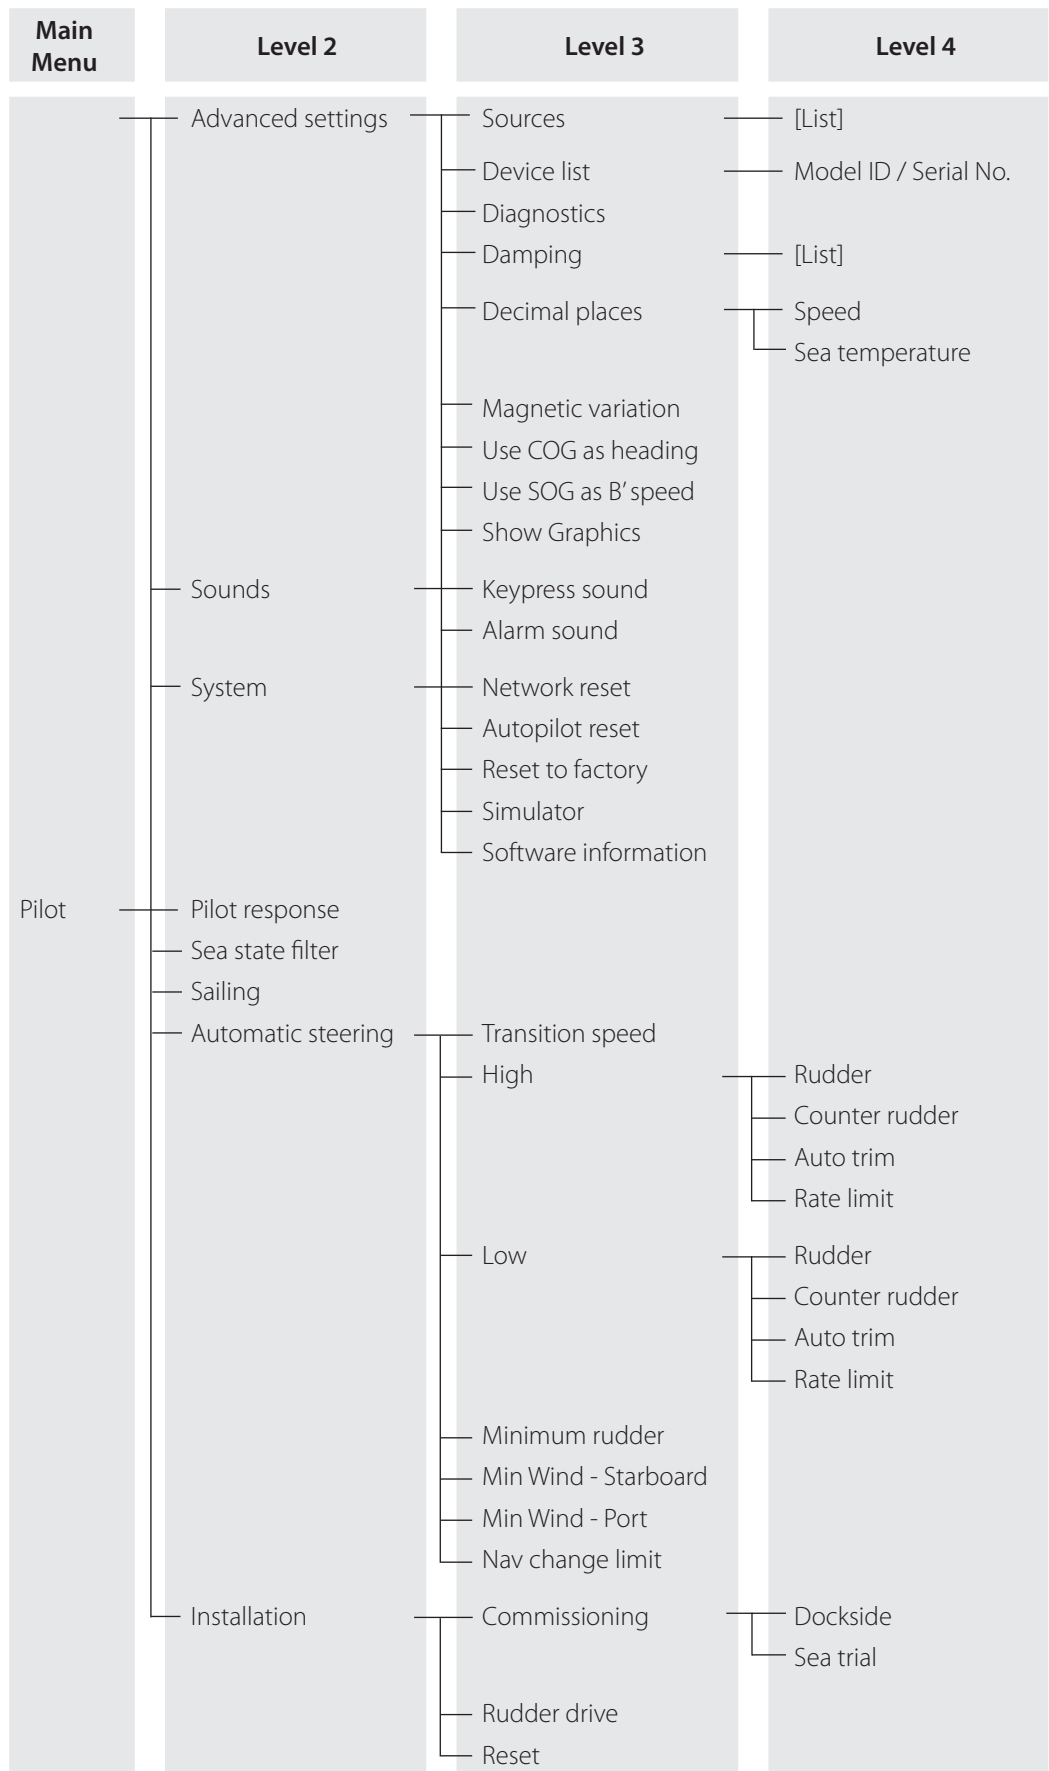 Main Menu
Level 2
Level 3
Level 4
Advanced settings
Sources
[List]
Device list
Model ID / Serial No.
Diagnostics
Damping
[List]
Decimal places
Speed
Sea temperature
Magnetic variation
Use COG as heading
Use SOG as B’ speed
Show Graphics
Sounds
Keypress sound
Alarm sound
System
Network reset
Autopilot reset
Reset to factory
Simulator
Software information
Pilot
Pilot response
Sea state filter
Sailing
Automatic steering
Transition speed
High
Rudder
Counter rudder
Auto trim
Rate limit
Low
Rudder
Counter rudder
Auto trim
Rate limit
Minimum rudder
Min Wind - Starboard
Min Wind - Port
Nav change limit
Installation
Commissioning
Dockside
Sea trial
Rudder drive
Reset